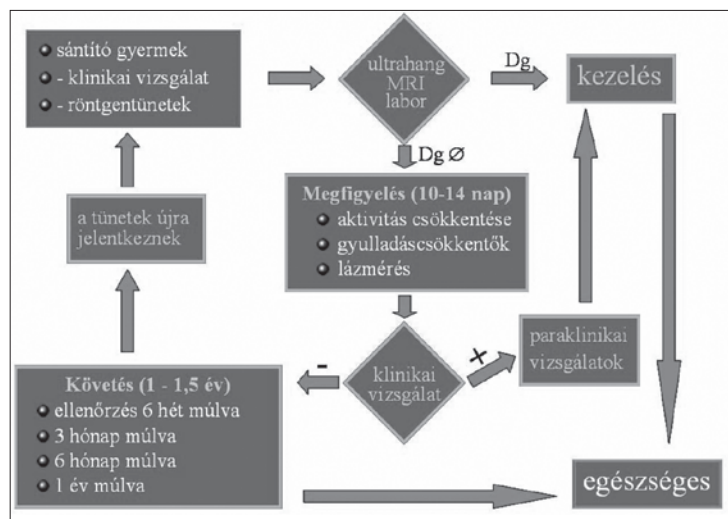 sántító gyermek
- klinikai vizsgálat
- röntgentünetek
ultrahang
MRI
labor
Dg
kezelés
Dg ∅
Megfigyelés (10-14 nap)
aktivitás csökkentése
gyulladáscsökkentők
lázmérés
a tünetek újra
jelentkeznek
klinikai
vizsgálat
+
paraklinikai
vizsgálatok
-
Követés (1 - 1,5 év)
ellenőrzés 6 hét múlva
3 hónap múlva
6 hónap múlva
1 év múlva
egészséges